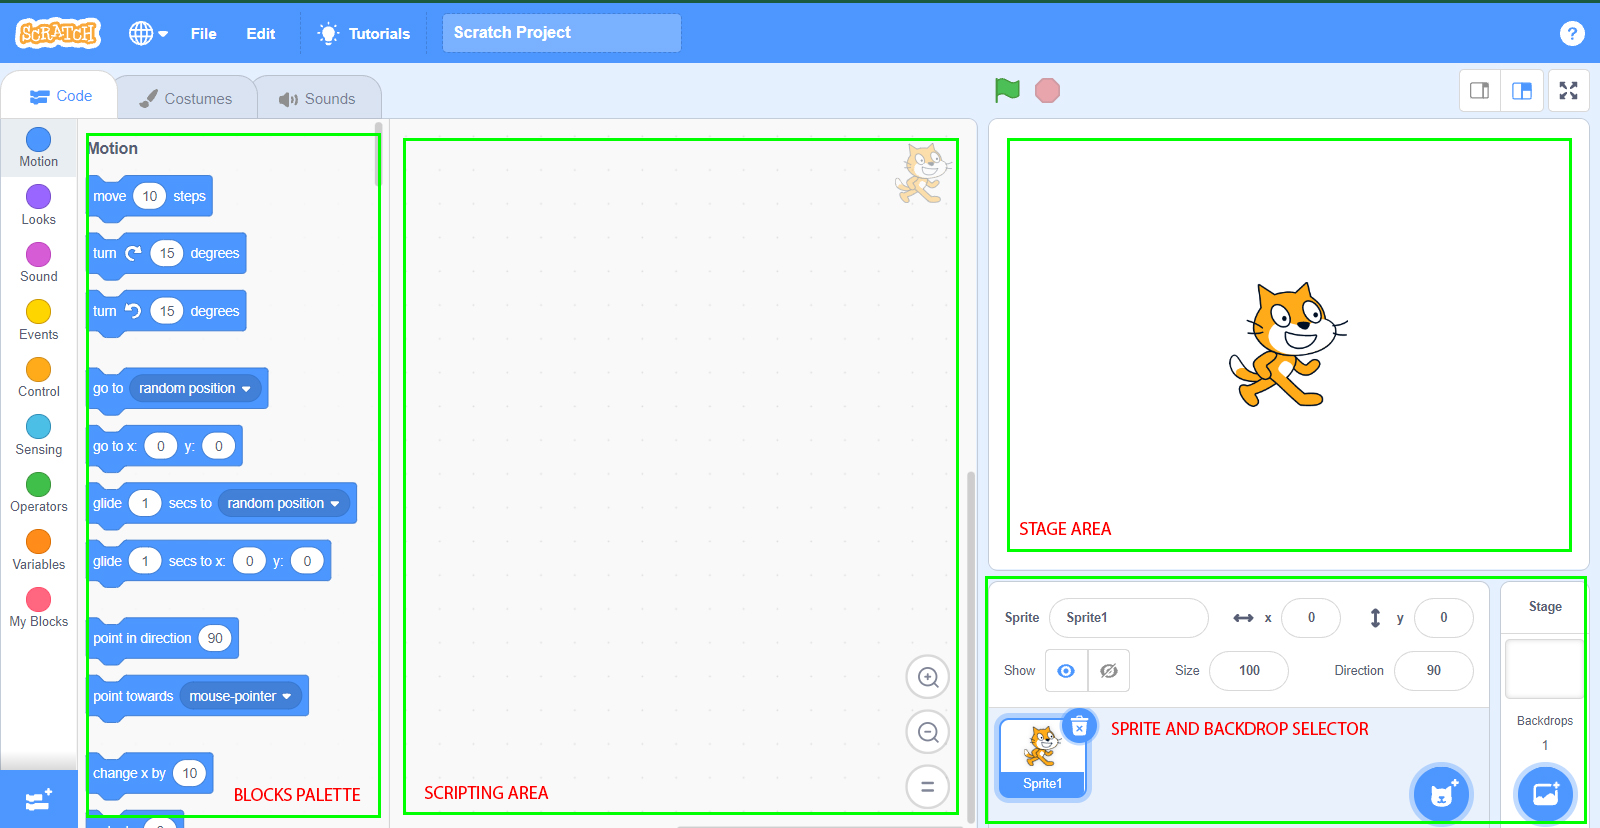 SCRATCH File Edit Tutorials Scratch Project ?
Code Costumes Sounds
Motion
Looks
Sound
Events
Control
Sensing
Operators
Variables
My Blocks
Motion
move 10 steps
turn 15 degrees
turn 15 degrees
go to random position
go to x: 0 y: 0
glide 1 secs to random position
glide 1 secs to x: 0 y: 0
point in direction 90
point towards mouse-pointer
change x by 10
BLOCKS PALETTE
SCRIPTING AREA
STAGE AREA
Sprite Sprite1 x 0 y 0
Show Size 100 Direction 90
SPRITE AND BACKDROP SELECTOR
Sprite1
Stage
Backdrops
1